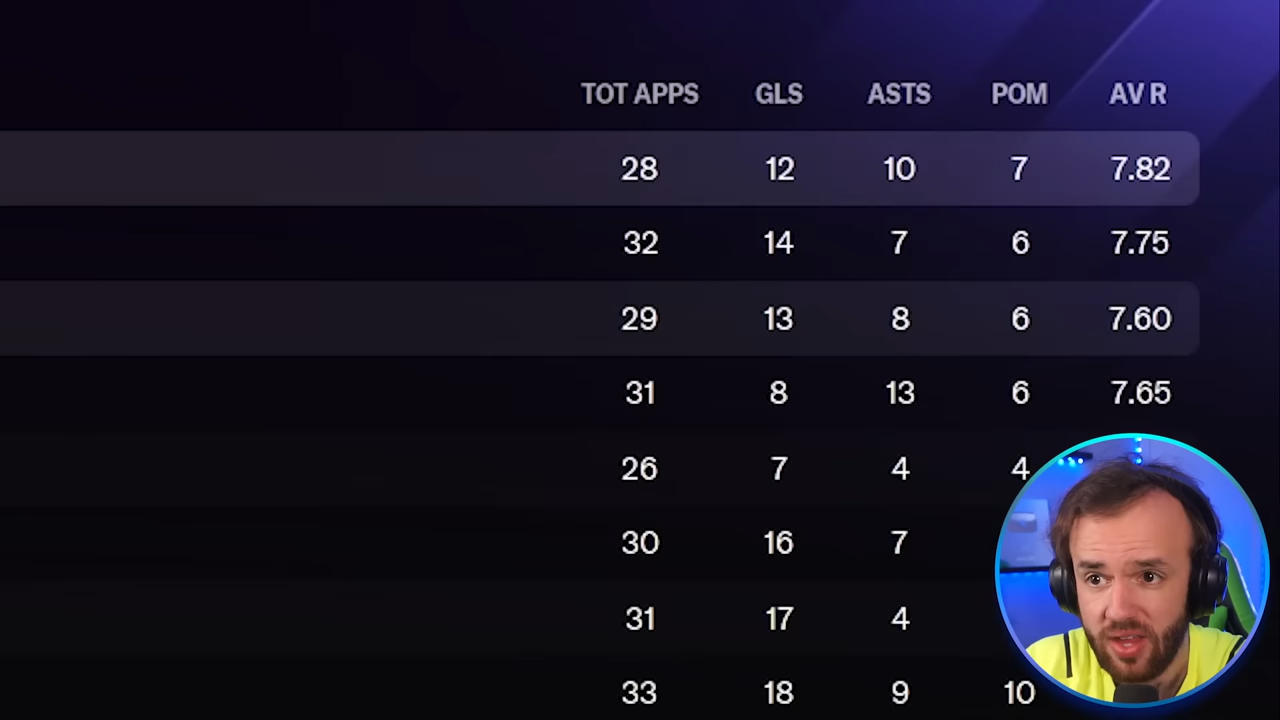 TOT APPS GLS ASTS POM AV R
28 12 10 7 7.82
32 14 7 6 7.75
29 13 8 6 7.60
31 8 13 6 7.65
26 7 4 4
30 16 7
31 17 4
33 18 9 10